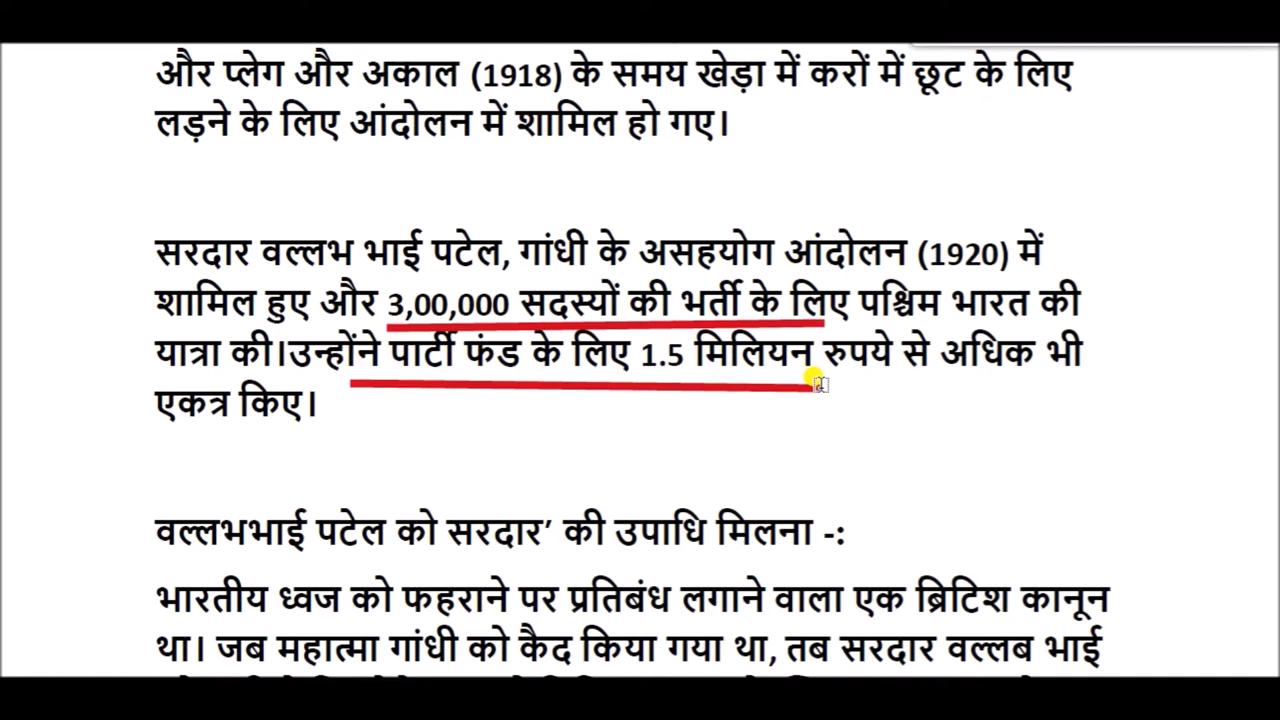 और प्लेग और अकाल (1918) के समय खेड़ा में करों में छूट के लिए
लड़ने के लिए आंदोलन में शामिल हो गए।
सरदार वल्लभ भाई पटेल, गांधी के असहयोग आंदोलन (1920) में
शामिल हुए और 3,00,000 सदस्यों की भर्ती के लिए पश्चिम भारत की
यात्रा की।उन्होंने पार्टी फंड के लिए 1.5 मिलियन रुपये से अधिक भी
एकत्र किए।
वल्लभभाई पटेल को सरदार’ की उपाधि मिलना -:
भारतीय ध्वज को फहराने पर प्रतिबंध लगाने वाला एक ब्रिटिश कानून
था। जब महात्मा गांधी को कैद किया गया था, तब सरदार वल्लब भाई